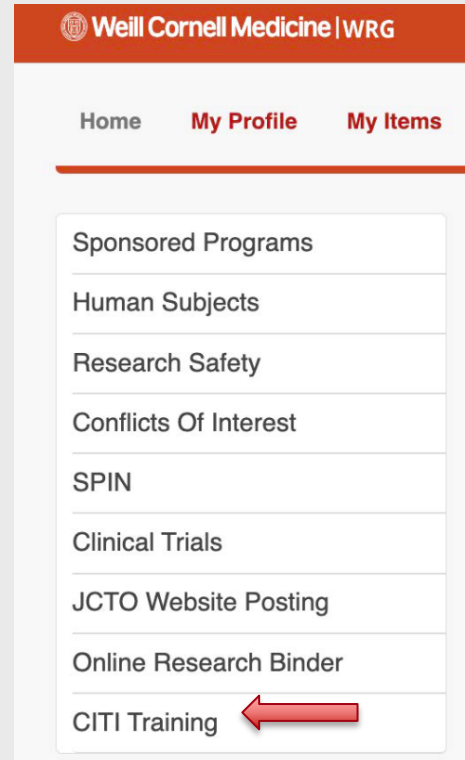 Weill Cornell Medicine | WRG
Home My Profile My Items
Sponsored Programs
Human Subjects
Research Safety
Conflicts Of Interest
SPIN
Clinical Trials
JCTO Website Posting
Online Research Binder
CITI Training